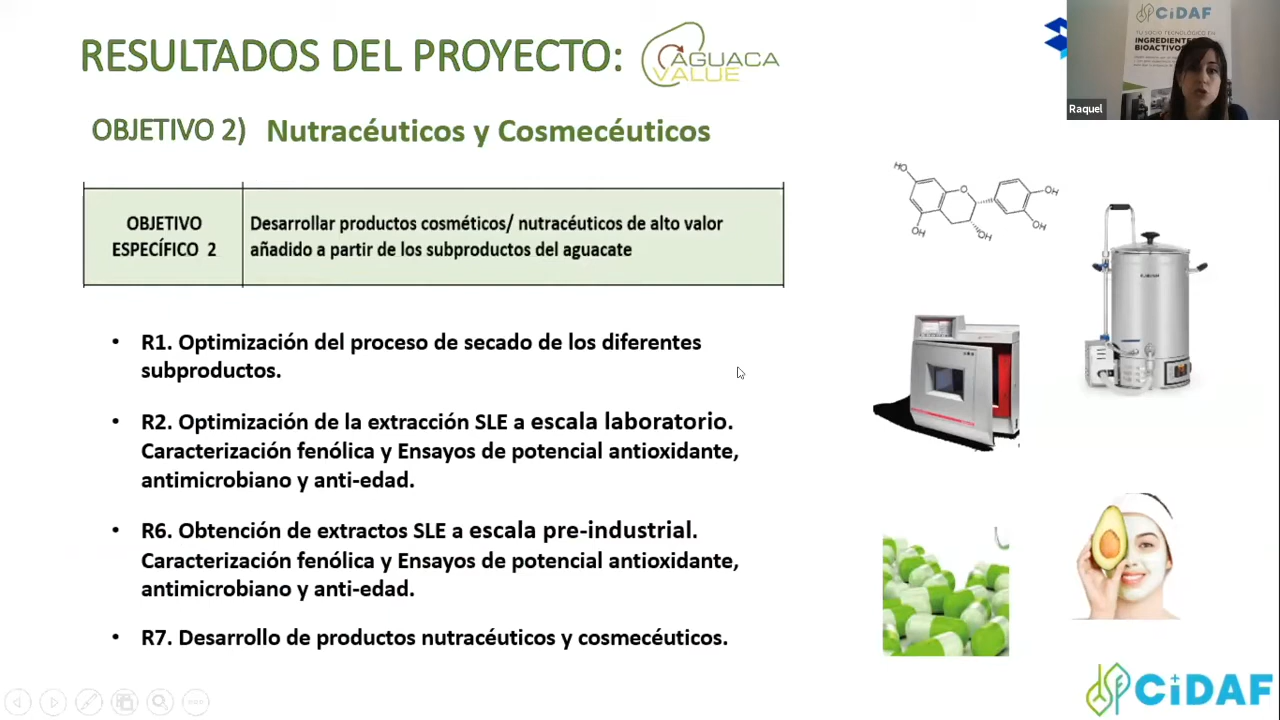 RESULTADOS DEL PROYECTO:
AGUACA
VALUE
CiDAF
TU SOCIO TECNOLÓGICO EN
INGREDIENTES
BIOACTIVOS
Raquel
OBJETIVO 2) Nutracéuticos y Cosmecéuticos
OBJETIVO
ESPECÍFICO 2
Desarrollar productos cosméticos/ nutracéuticos de alto valor
añadido a partir de los subproductos del aguacate
HO
O
OH
OH
OH
OH
• R1. Optimización del proceso de secado de los diferentes
subproductos.
• R2. Optimización de la extracción SLE a escala laboratorio.
Caracterización fenólica y Ensayos de potencial antioxidante,
antimicrobiano y anti-edad.
• R6. Obtención de extractos SLE a escala pre-industrial.
Caracterización fenólica y Ensayos de potencial antioxidante,
antimicrobiano y anti-edad.
• R7. Desarrollo de productos nutracéuticos y cosmecéuticos.
CiDAF